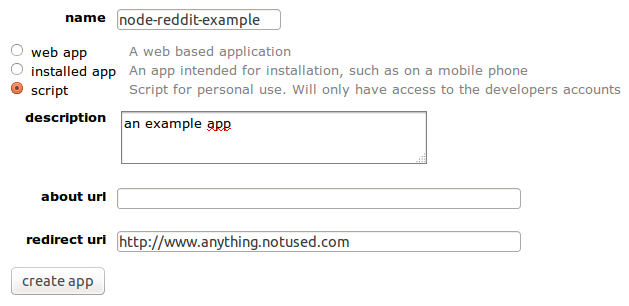 name node-reddit-example
web app A web based application
installed app An app intended for installation, such as on a mobile phone
script Script for personal use. Will only have access to the developers accounts
description an example app
about url
redirect url http://www.anything.notused.com
create app